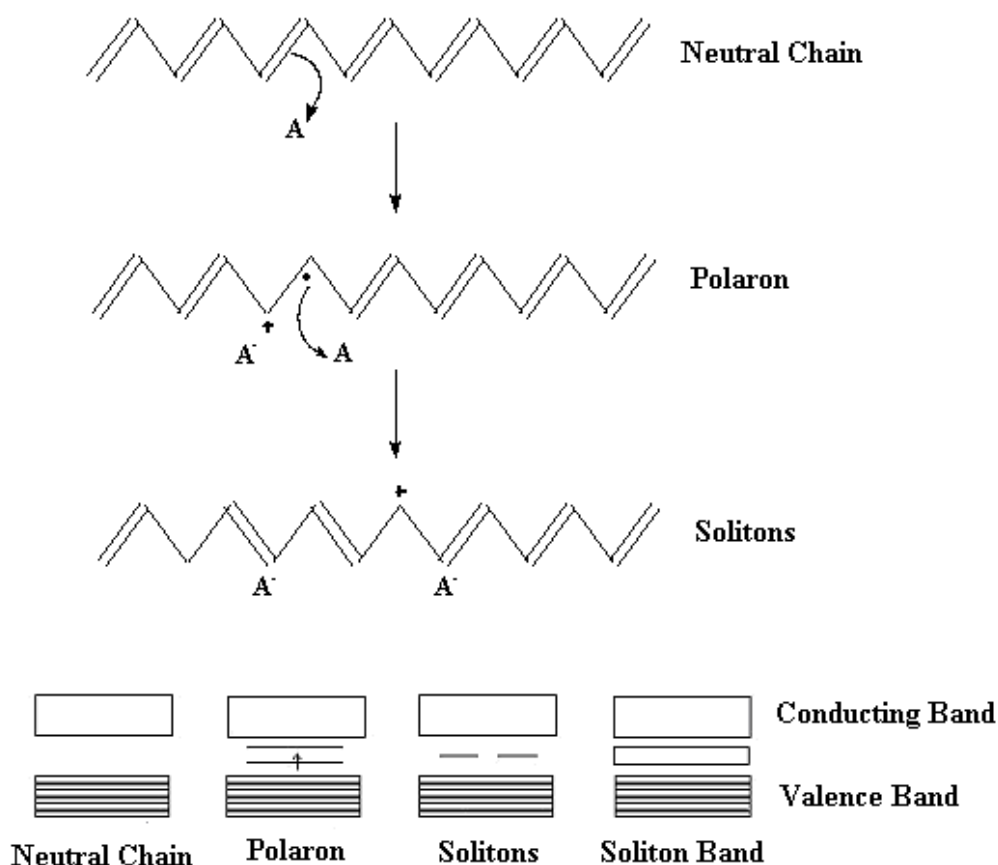 Neutral Chain
A
Polaron
•
+
A- A
+
Solitons
A- A-
Conducting Band
Valence Band
Neutral Chain Polaron Solitons Soliton Band